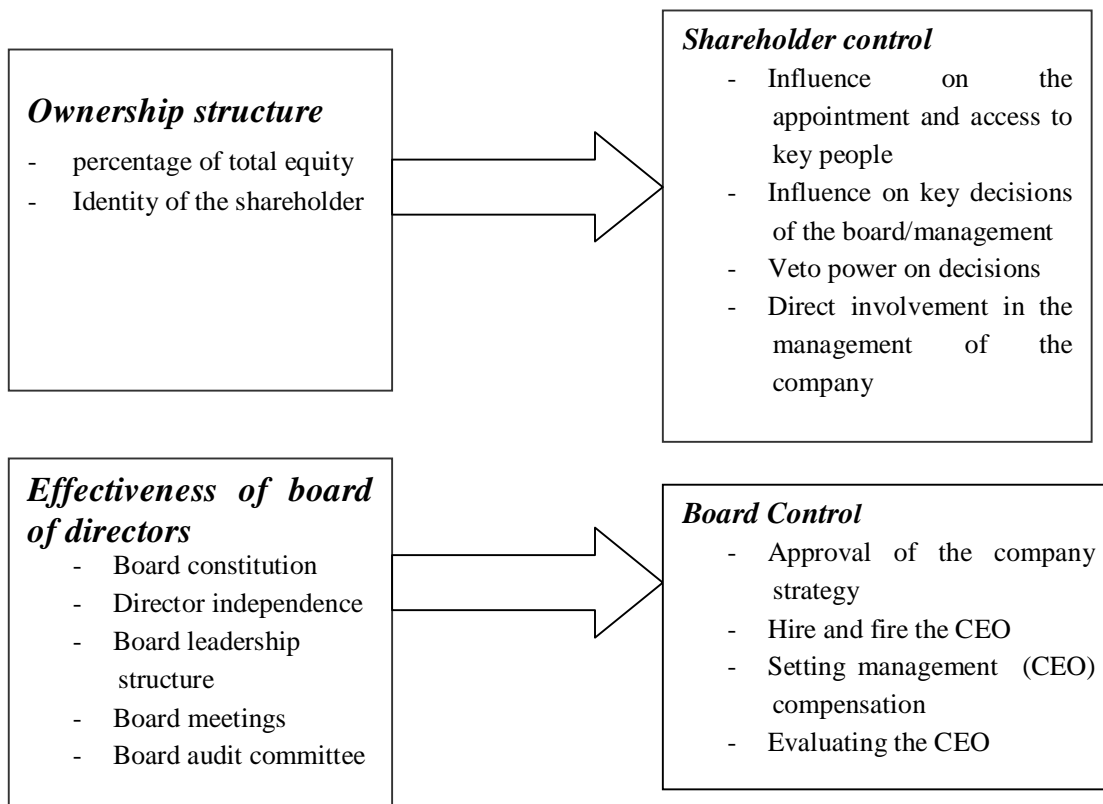 Ownership structure
- percentage of total equity
- Identity of the shareholder
Shareholder control
- Influence on the
appointment and access to
key people
- Influence on key decisions
of the board/management
- Veto power on decisions
- Direct involvement in the
management of the
company
Effectiveness of board
of directors
- Board constitution
- Director independence
- Board leadership
structure
- Board meetings
- Board audit committee
Board Control
- Approval of the company
strategy
- Hire and fire the CEO
- Setting management (CEO)
compensation
- Evaluating the CEO